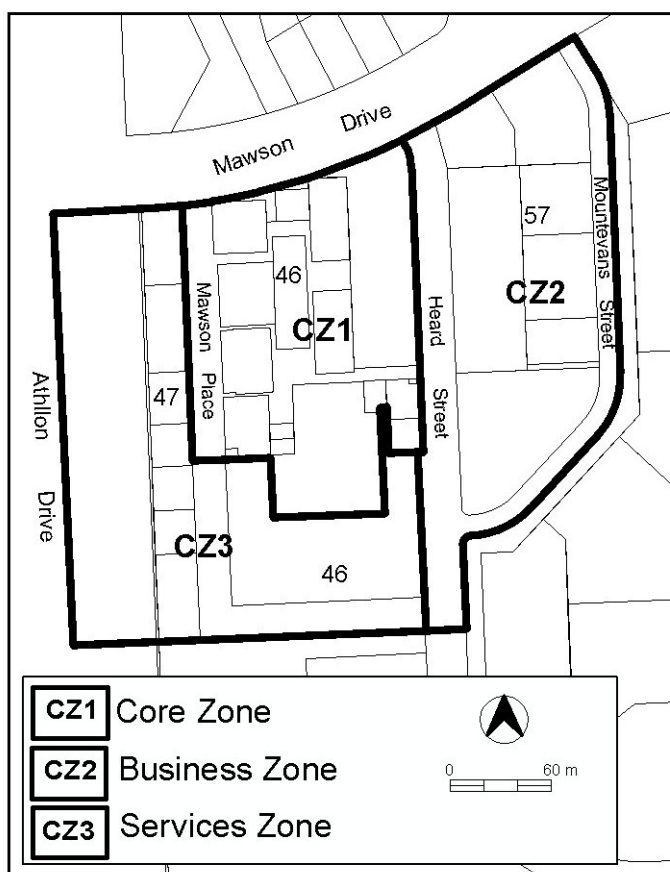 Mawson Drive
57
Mountevans Street
46
CZ2
CZ1
Mawson Place
Heard Street
Athllon Drive
47
CZ3
46
CZ1 Core Zone
CZ2 Business Zone
CZ3 Services Zone
0 60 m